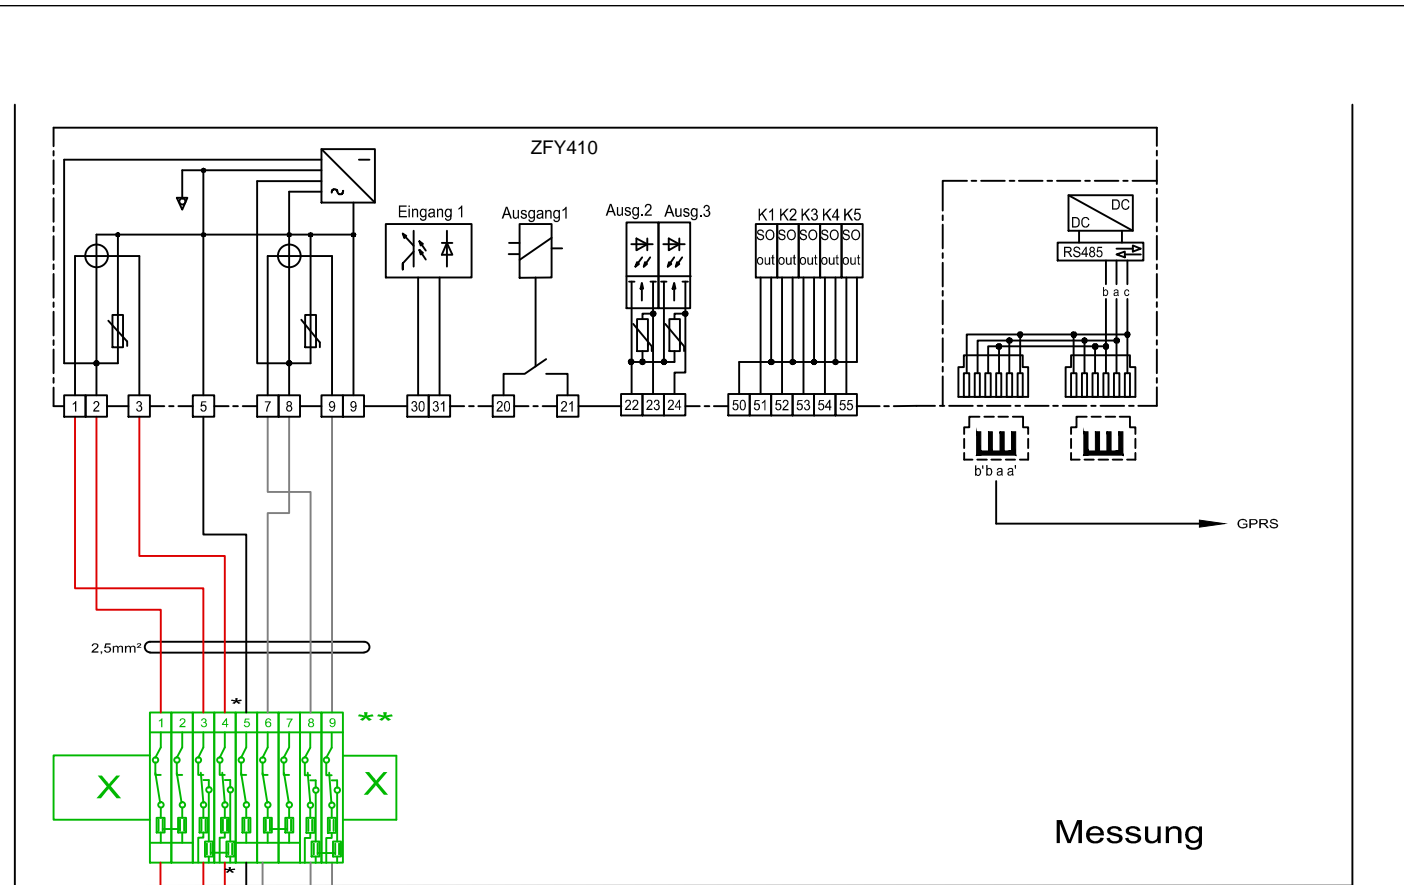 ZFY410
Eingang 1
Ausgang1
Ausg.2 Ausg.3
K1 K2 K3 K4 K5
SO SO SO SO SO
out out out out out
DC
DC
RS485
b a c
1 2 3 5 7 8 9 9 30 31 20 21 22 23 24 50 51 52 53 54 55
b'b a a'
GPRS
2,5mm²
*
1 2 3 4 5 6 7 8 9 **
X X
Messung
*